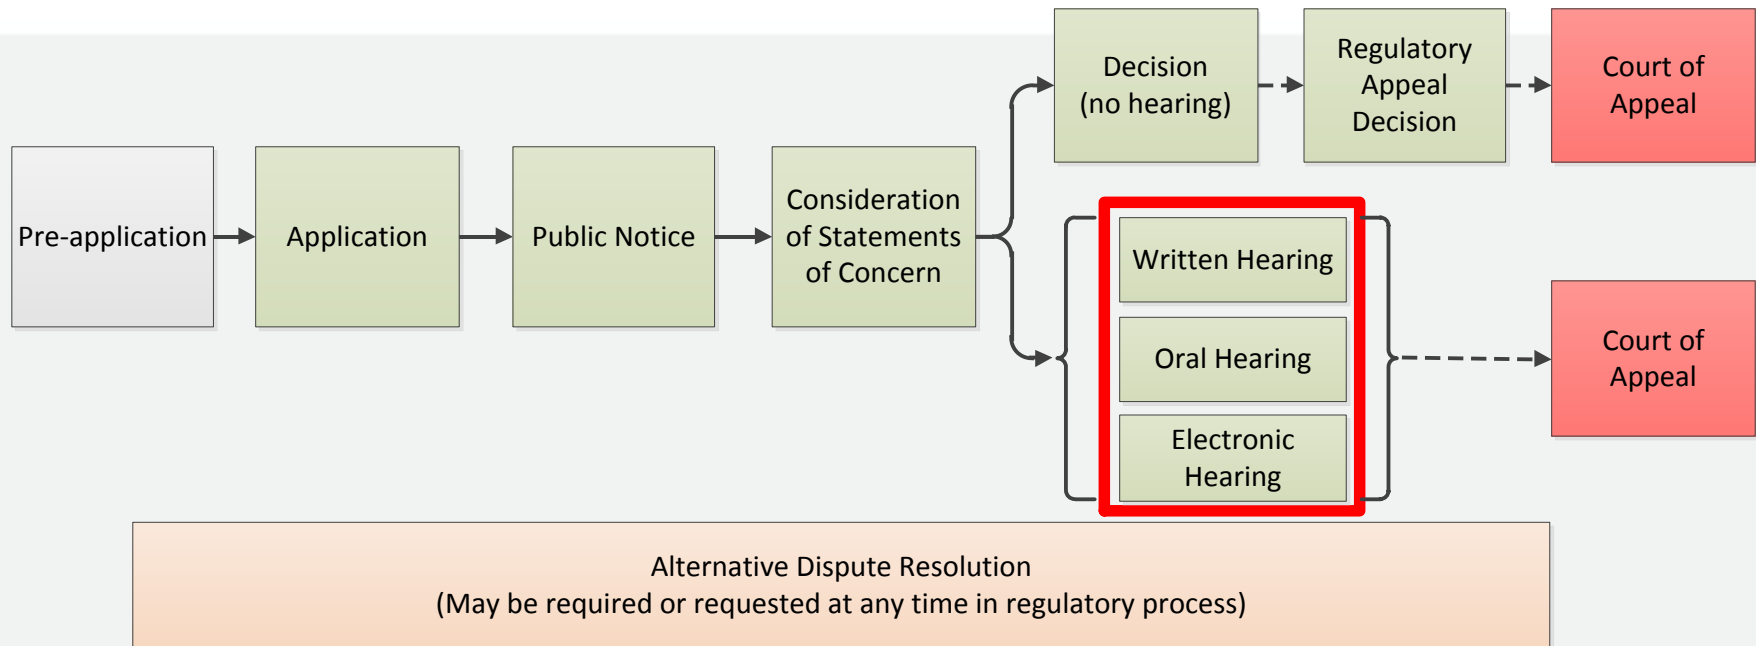 Pre-application
Application
Public Notice
Consideration
of Statements
of Concern
Decision
(no hearing)
Regulatory
Appeal
Decision
Court of
Appeal
Written Hearing
Oral Hearing
Electronic
Hearing
Court of
Appeal
Alternative Dispute Resolution
(May be required or requested at any time in regulatory process)